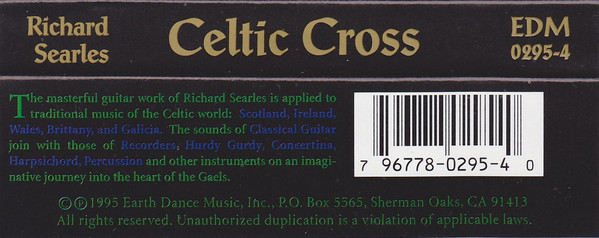 Richard Searles
Celtic Cross
EDM 0295-4
The masterful guitar work of Richard Searles is applied to
traditional music of the Celtic world: Scotland, Ireland,
Wales, Brittany, and Galicia. The sounds of Classical Guitar
join with those of Recorders, Hurdy Gurdy, Concertina,
Harpsichord, Percussion and other instruments on an imagi-
native journey into the heart of the Gaels.
7 96778-0295-4 0
©℗1995 Earth Dance Music, Inc., P.O. Box 5565, Sherman Oaks, CA 91413
All rights reserved. Unauthorized duplication is a violation of applicable laws.